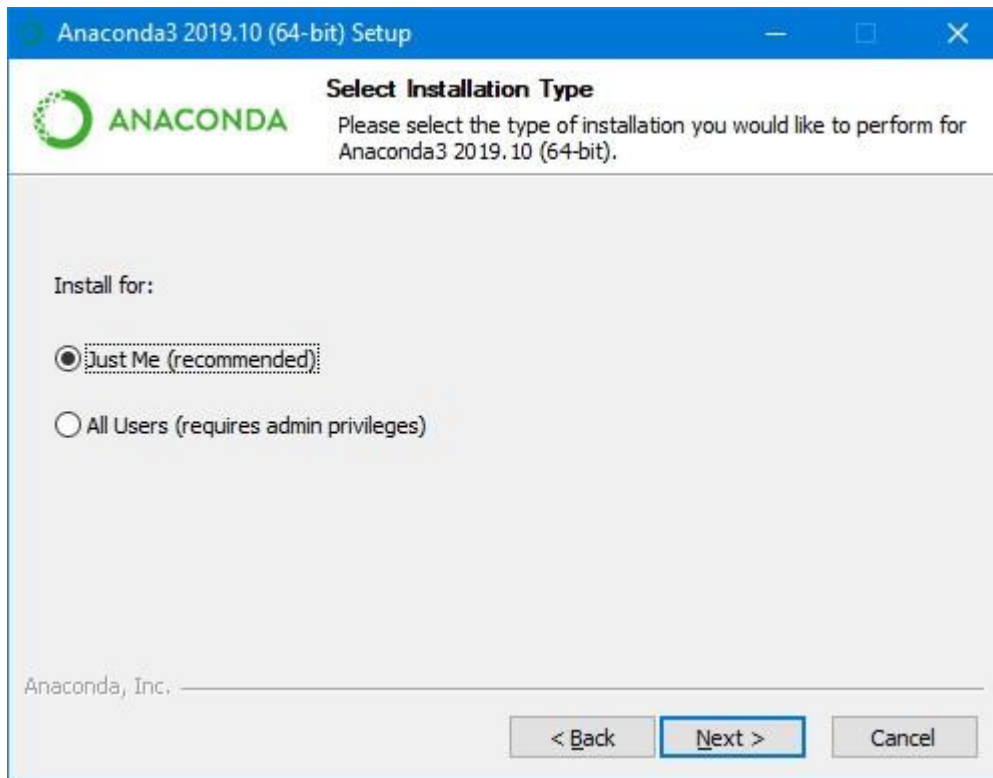 Anaconda3 2019.10 (64-bit) Setup
ANACONDA
Select Installation Type
Please select the type of installation you would like to perform for
Anaconda3 2019.10 (64-bit).
Install for:
Just Me (recommended)
All Users (requires admin privileges)
Anaconda, Inc.
< Back
Next >
Cancel